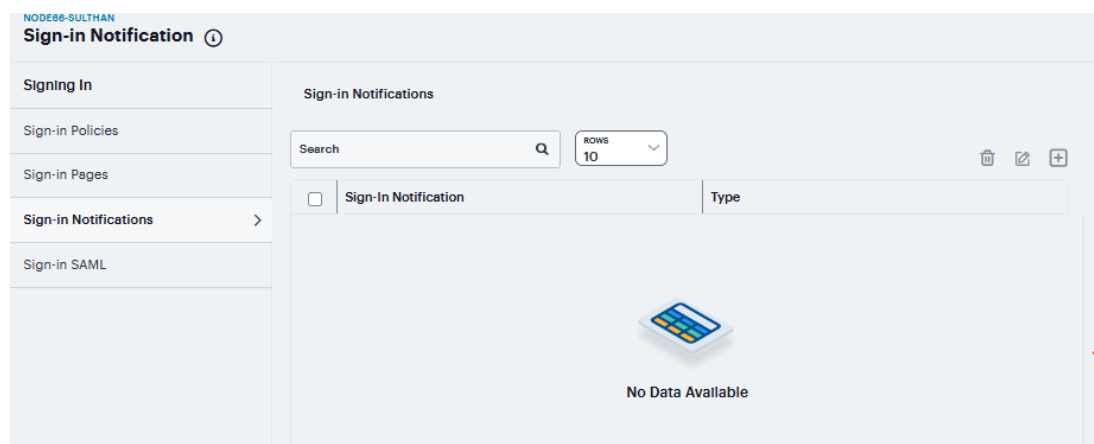 NODE66-SULTHAN
Sign-in Notification
Signing In
Sign-in Policies
Sign-in Pages
Sign-in Notifications
Sign-in SAML
Sign-in Notifications
Search
ROWS
10
Sign-In Notification
Type
No Data Available